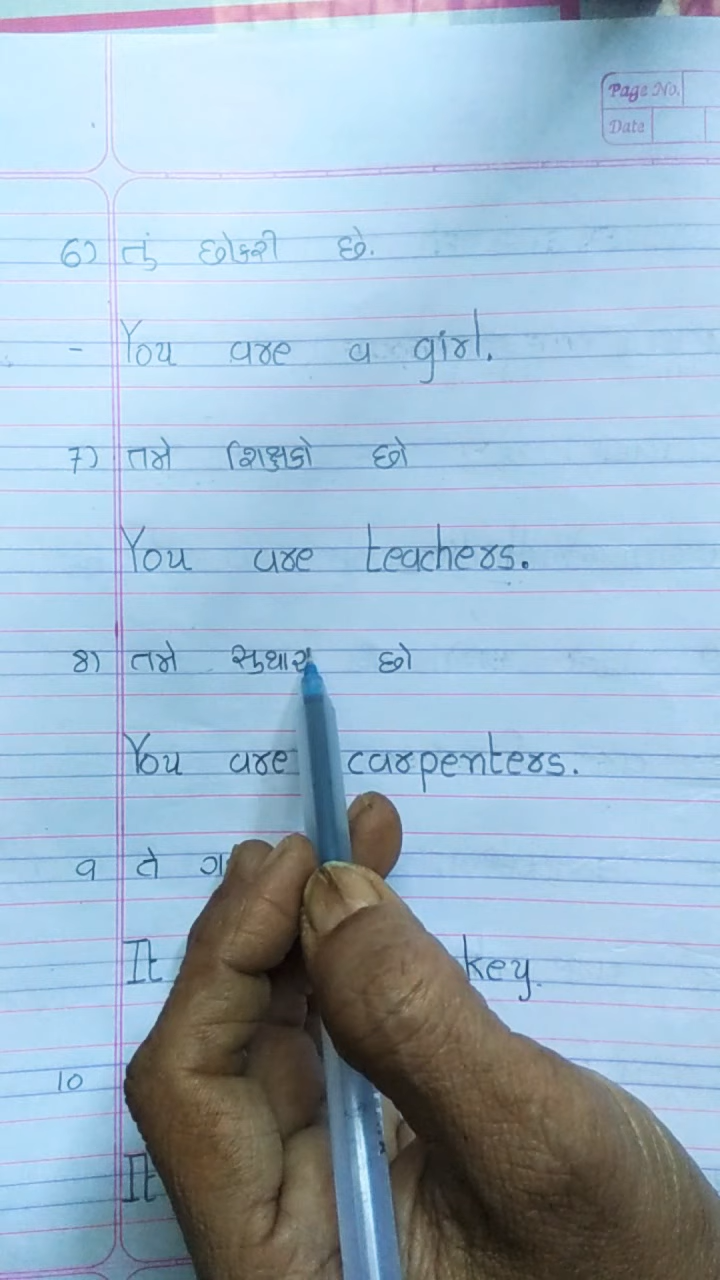 Page No.
Date
6) તું છોકરી છે.
- You are a girl.
7) તમે શિક્ષકો છો
You are teachers.
8) તમે સુથાર છો
You are carpenters.
9 તે
It key.
10
It